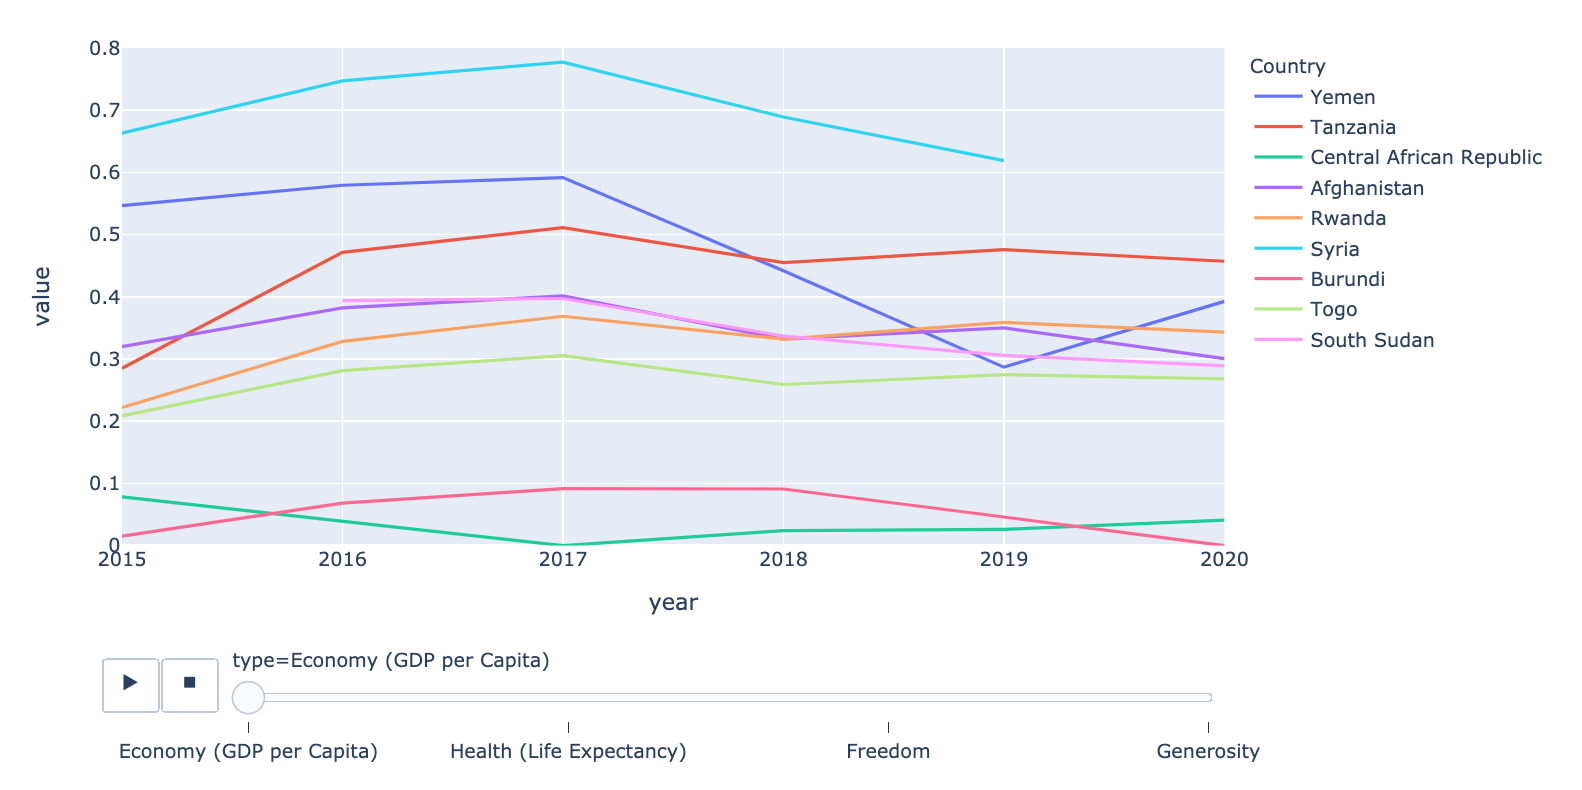 0.8
0.7
0.6
0.5
0.4
0.3
0.2
0.1
0
value
2015 2016 2017 2018 2019 2020
year
Country
Yemen
Tanzania
Central African Republic
Afghanistan
Rwanda
Syria
Burundi
Togo
South Sudan
type=Economy (GDP per Capita)
Economy (GDP per Capita) Health (Life Expectancy) Freedom Generosity